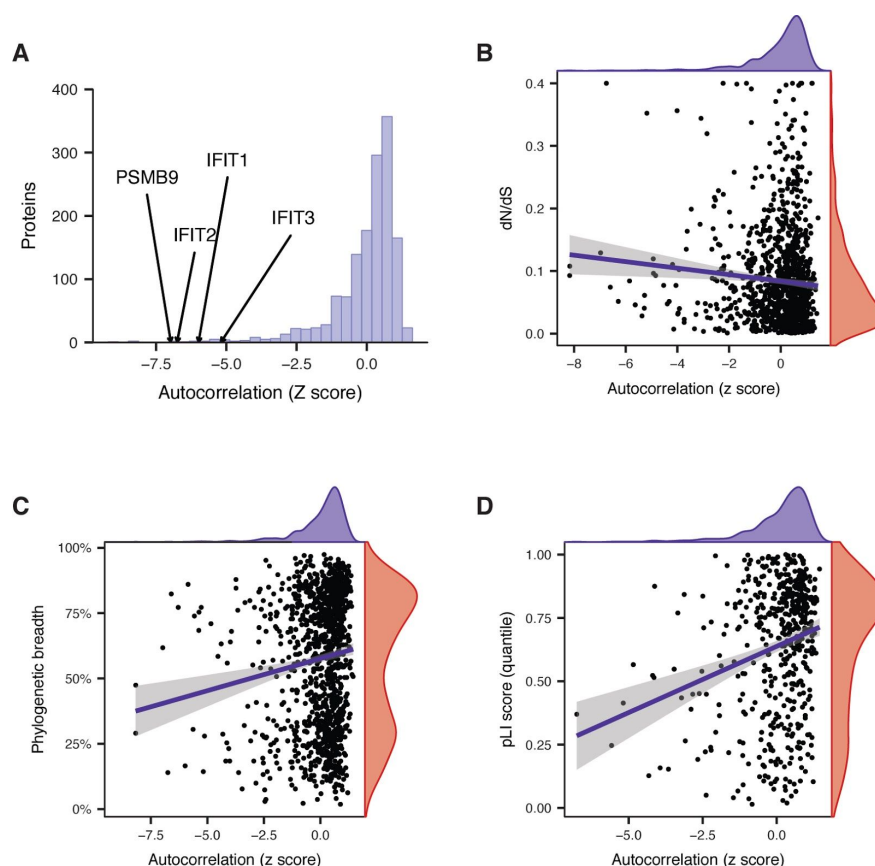 A
400
300
200
100
0
Proteins
PSMB9
IFIT1
IFIT2
IFIT3
−7.5 −5.0 −2.5 0.0
Autocorrelation (Z score)
B
0.4
0.3
0.2
0.1
0.0
dN/dS
−8 −6 −4 −2 0
Autocorrelation (z score)
C
100%
75%
50%
25%
0%
Phylogenetic breadth
−7.5 −5.0 −2.5 0.0
Autocorrelation (z score)
D
1.00
0.75
0.50
0.25
0.00
pLI score (quantile)
−5.0 −2.5 0.0
Autocorrelation (z score)